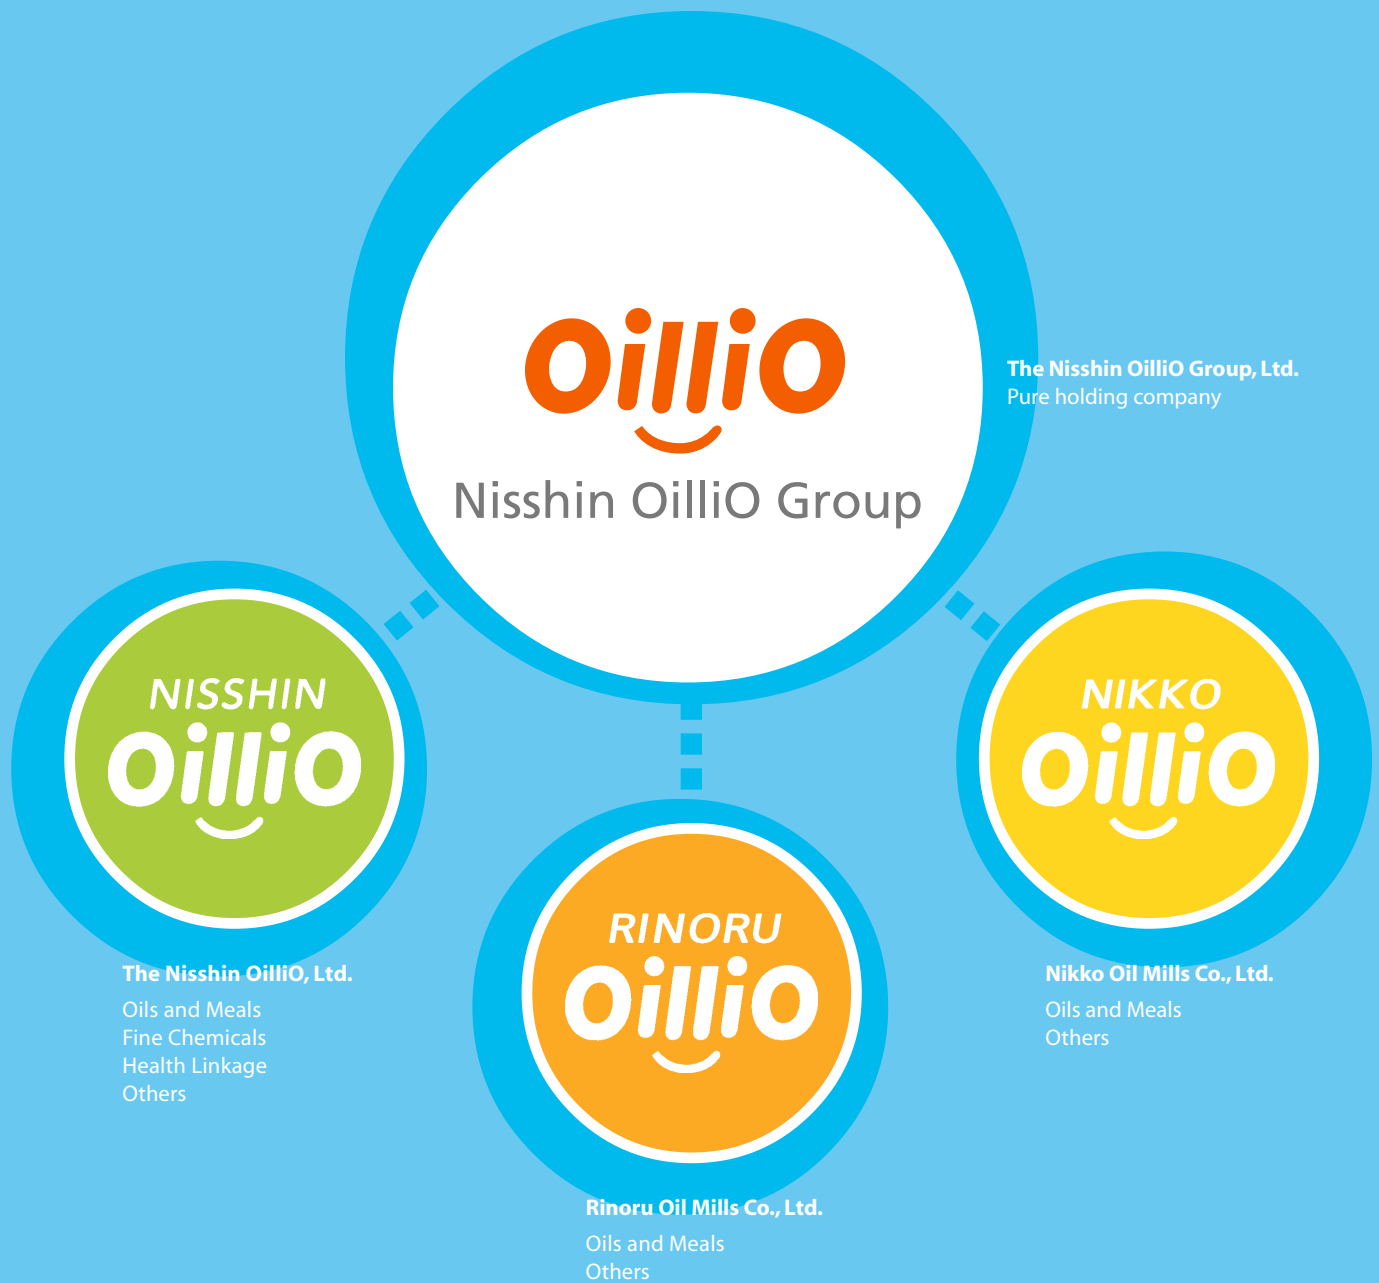 OilliO
Nisshin OilliO Group
The Nisshin OilliO Group, Ltd.
Pure holding company
NISSHIN
OilliO
The Nisshin OilliO, Ltd.
Oils and Meals
Fine Chemicals
Health Linkage
Others
RINORU
OilliO
Rinoru Oil Mills Co., Ltd.
Oils and Meals
Others
NIKKO
OilliO
Nikko Oil Mills Co., Ltd.
Oils and Meals
Others